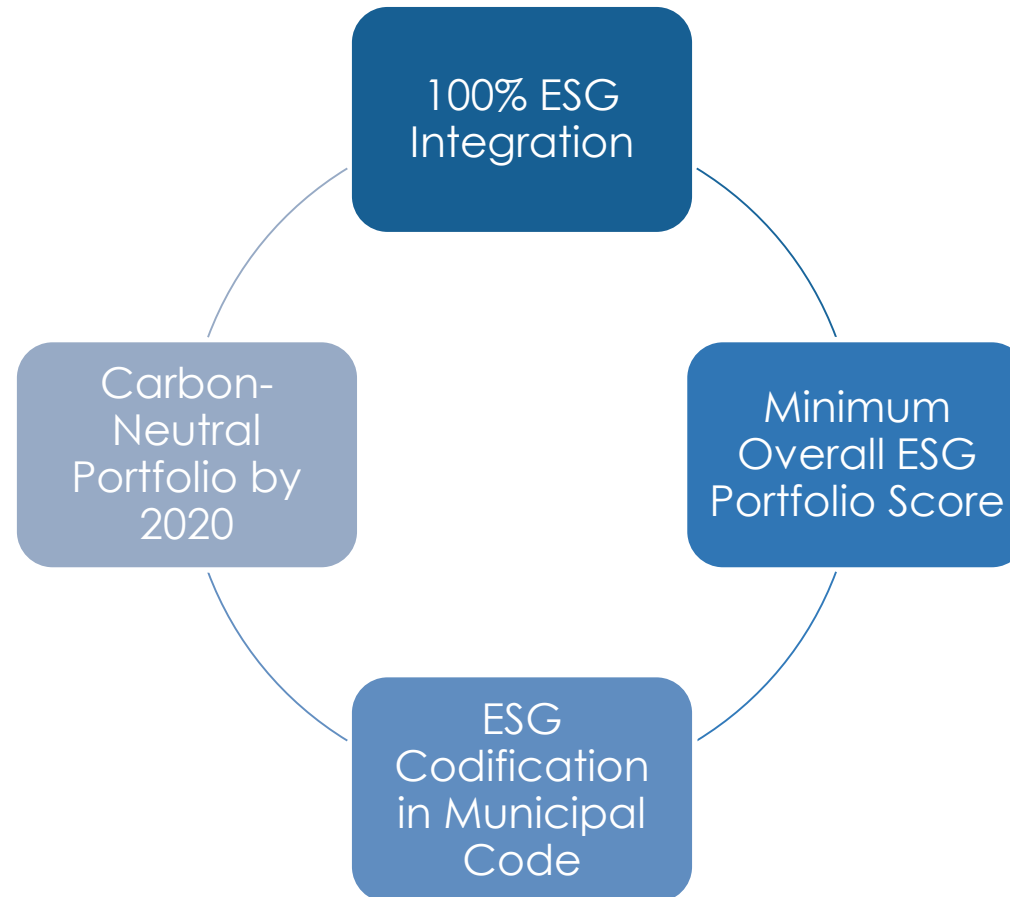 100% ESG
Integration
Minimum
Overall ESG
Portfolio Score
ESG
Codification
in Municipal
Code
Carbon-
Neutral
Portfolio by
2020